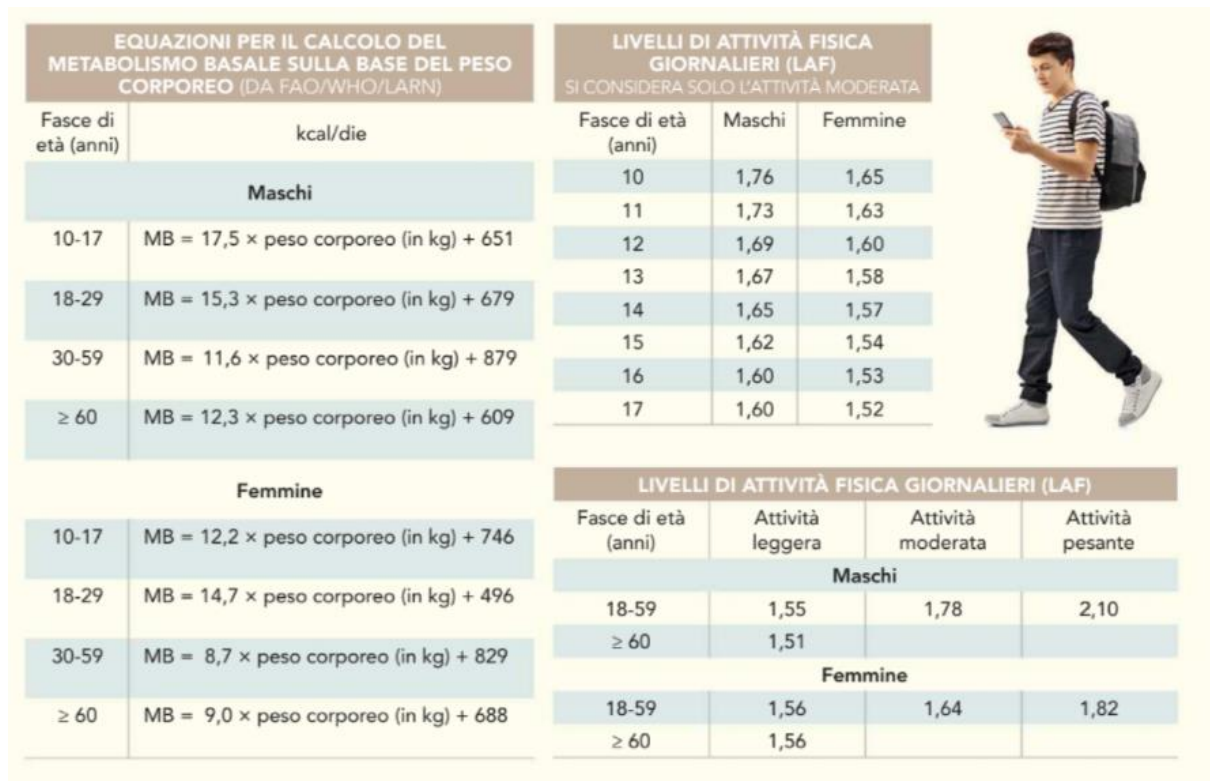 EQUAZIONI PER IL CALCOLO DEL
METABOLISMO BASALE SULLA BASE DEL PESO
CORPOREO (DA FAO/WHO/LARN)
Fasce di
età (anni)
kcal/die
Maschi
10-17 MB = 17,5 × peso corporeo (in kg) + 651
18-29 MB = 15,3 × peso corporeo (in kg) + 679
30-59 MB = 11,6 × peso corporeo (in kg) + 879
≥ 60 MB = 12,3 × peso corporeo (in kg) + 609
Femmine
10-17 MB = 12,2 × peso corporeo (in kg) + 746
18-29 MB = 14,7 × peso corporeo (in kg) + 496
30-59 MB = 8,7 × peso corporeo (in kg) + 829
≥ 60 MB = 9,0 × peso corporeo (in kg) + 688
LIVELLI DI ATTIVITÀ FISICA
GIORNALIERI (LAF)
SI CONSIDERA SOLO L'ATTIVITÀ MODERATA
Fasce di età Maschi Femmine
(anni)
10 1,76 1,65
11 1,73 1,63
12 1,69 1,60
13 1,67 1,58
14 1,65 1,57
15 1,62 1,54
16 1,60 1,53
17 1,60 1,52
LIVELLI DI ATTIVITÀ FISICA GIORNALIERI (LAF)
Fasce di età Attività Attività Attività
(anni) leggera moderata pesante
Maschi
18-59 1,55 1,78 2,10
≥ 60 1,51
Femmine
18-59 1,56 1,64 1,82
≥ 60 1,56